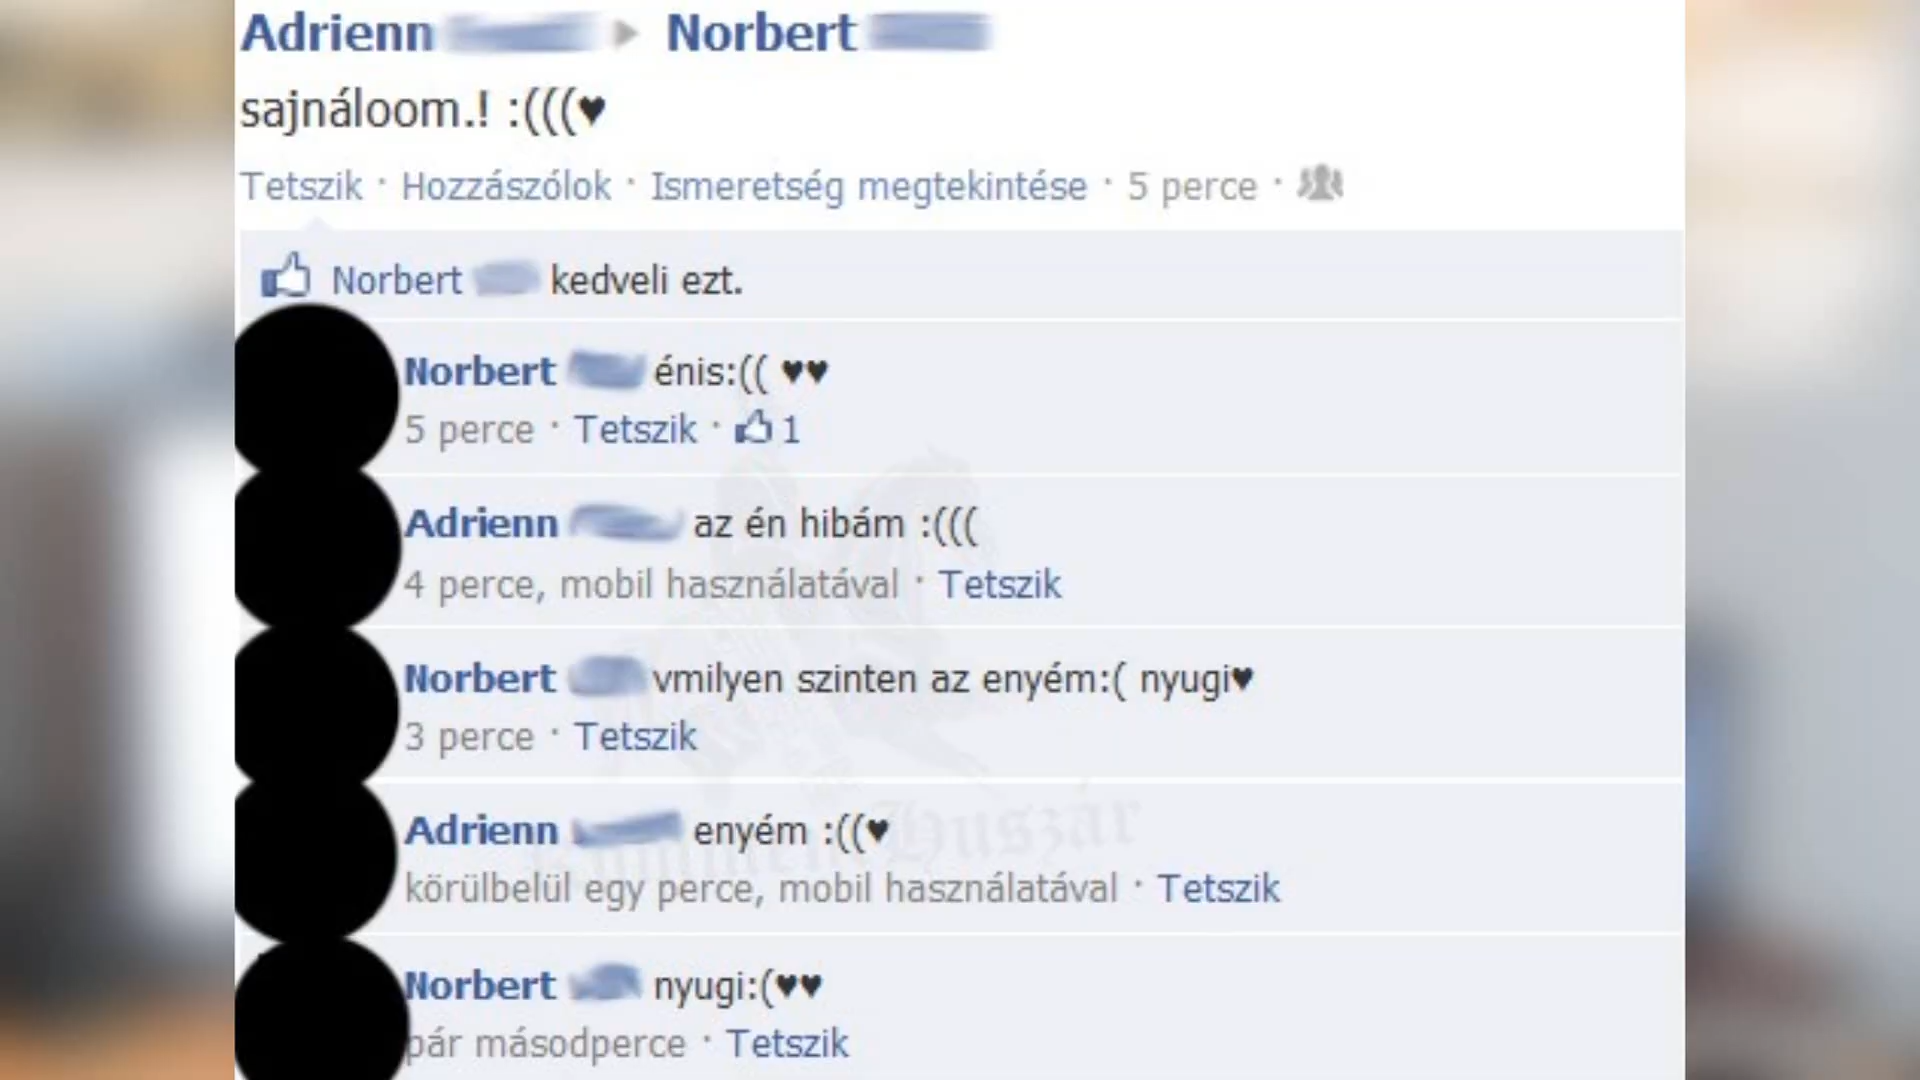 Adrienn Norbert
sajnáloom.! :(((♥
Tetszik · Hozzászólok · Ismeretség megtekintése · 5 perce ·
Norbert kedveli ezt.
Norbert énis:(( ♥♥
5 perce · Tetszik · 1
Adrienn az én hibám :(((
4 perce, mobil használatával · Tetszik
Norbert vmilyen szinten az enyém:( nyugi♥
3 perce · Tetszik
Adrienn enyém :((♥
KommentHuszár
körülbelül egy perce, mobil használatával · Tetszik
Norbert nyugi:(♥♥
pár másodperce · Tetszik